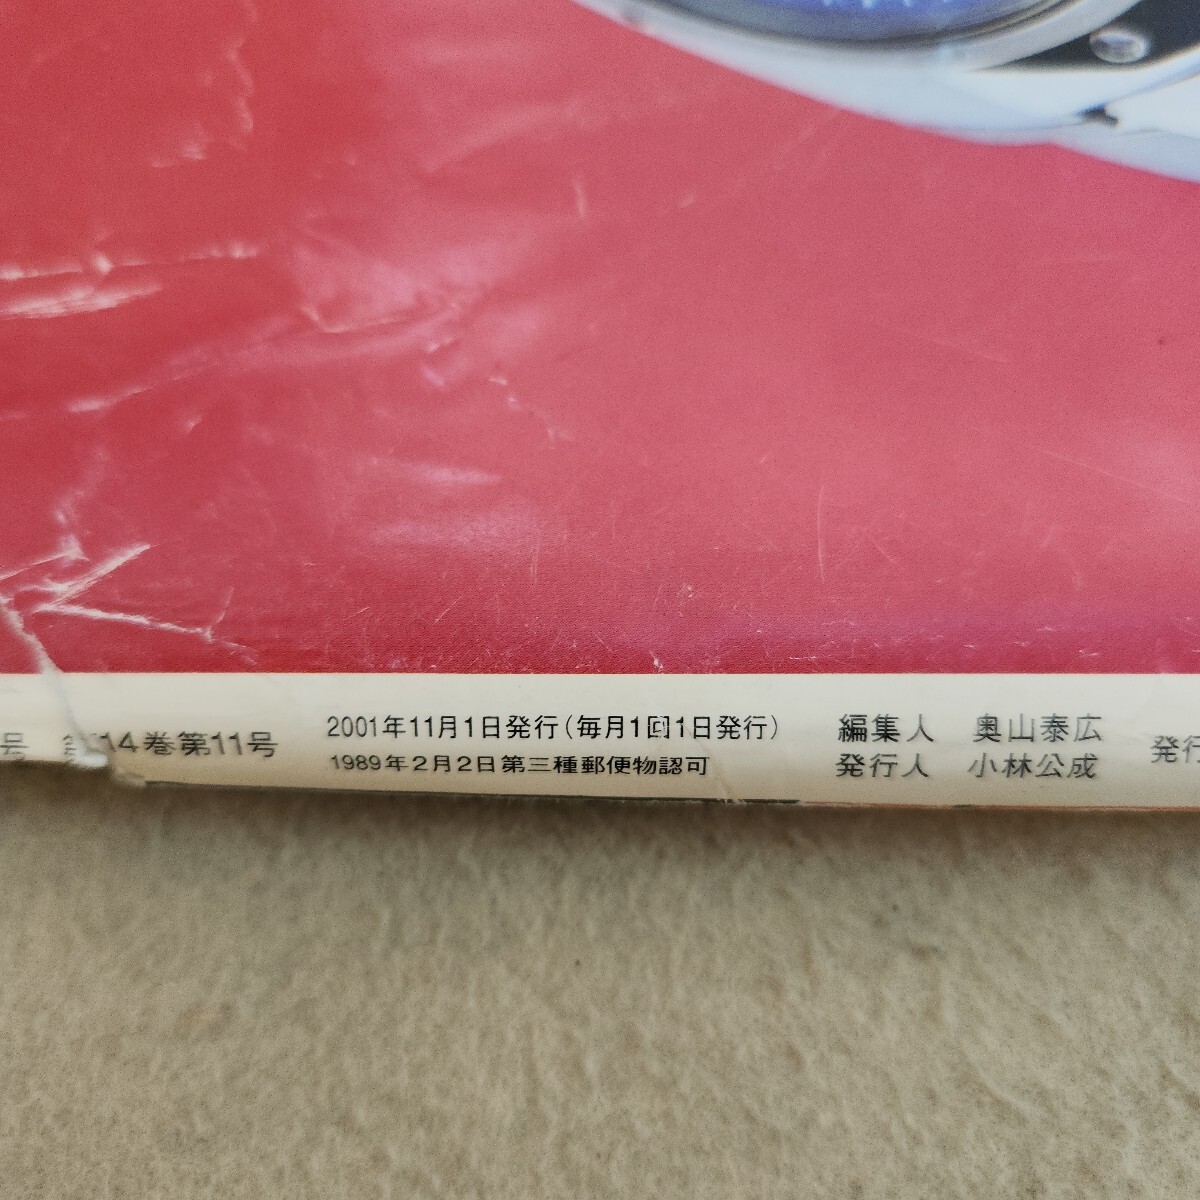 号 第14巻第11号
2001年11月1日発行(毎月1回1日発行)
1989年2月2日第三種郵便物認可
編集人 奥山泰広
発行人 小林公成
発行